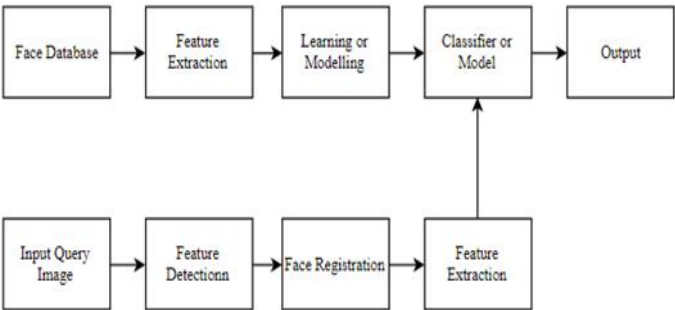 Face Database
Feature
Extraction
Learning or
Modelling
Classifier or
Model
Output
Input Query
Image
Feature
Detectionn
Face Registration
Feature
Extraction